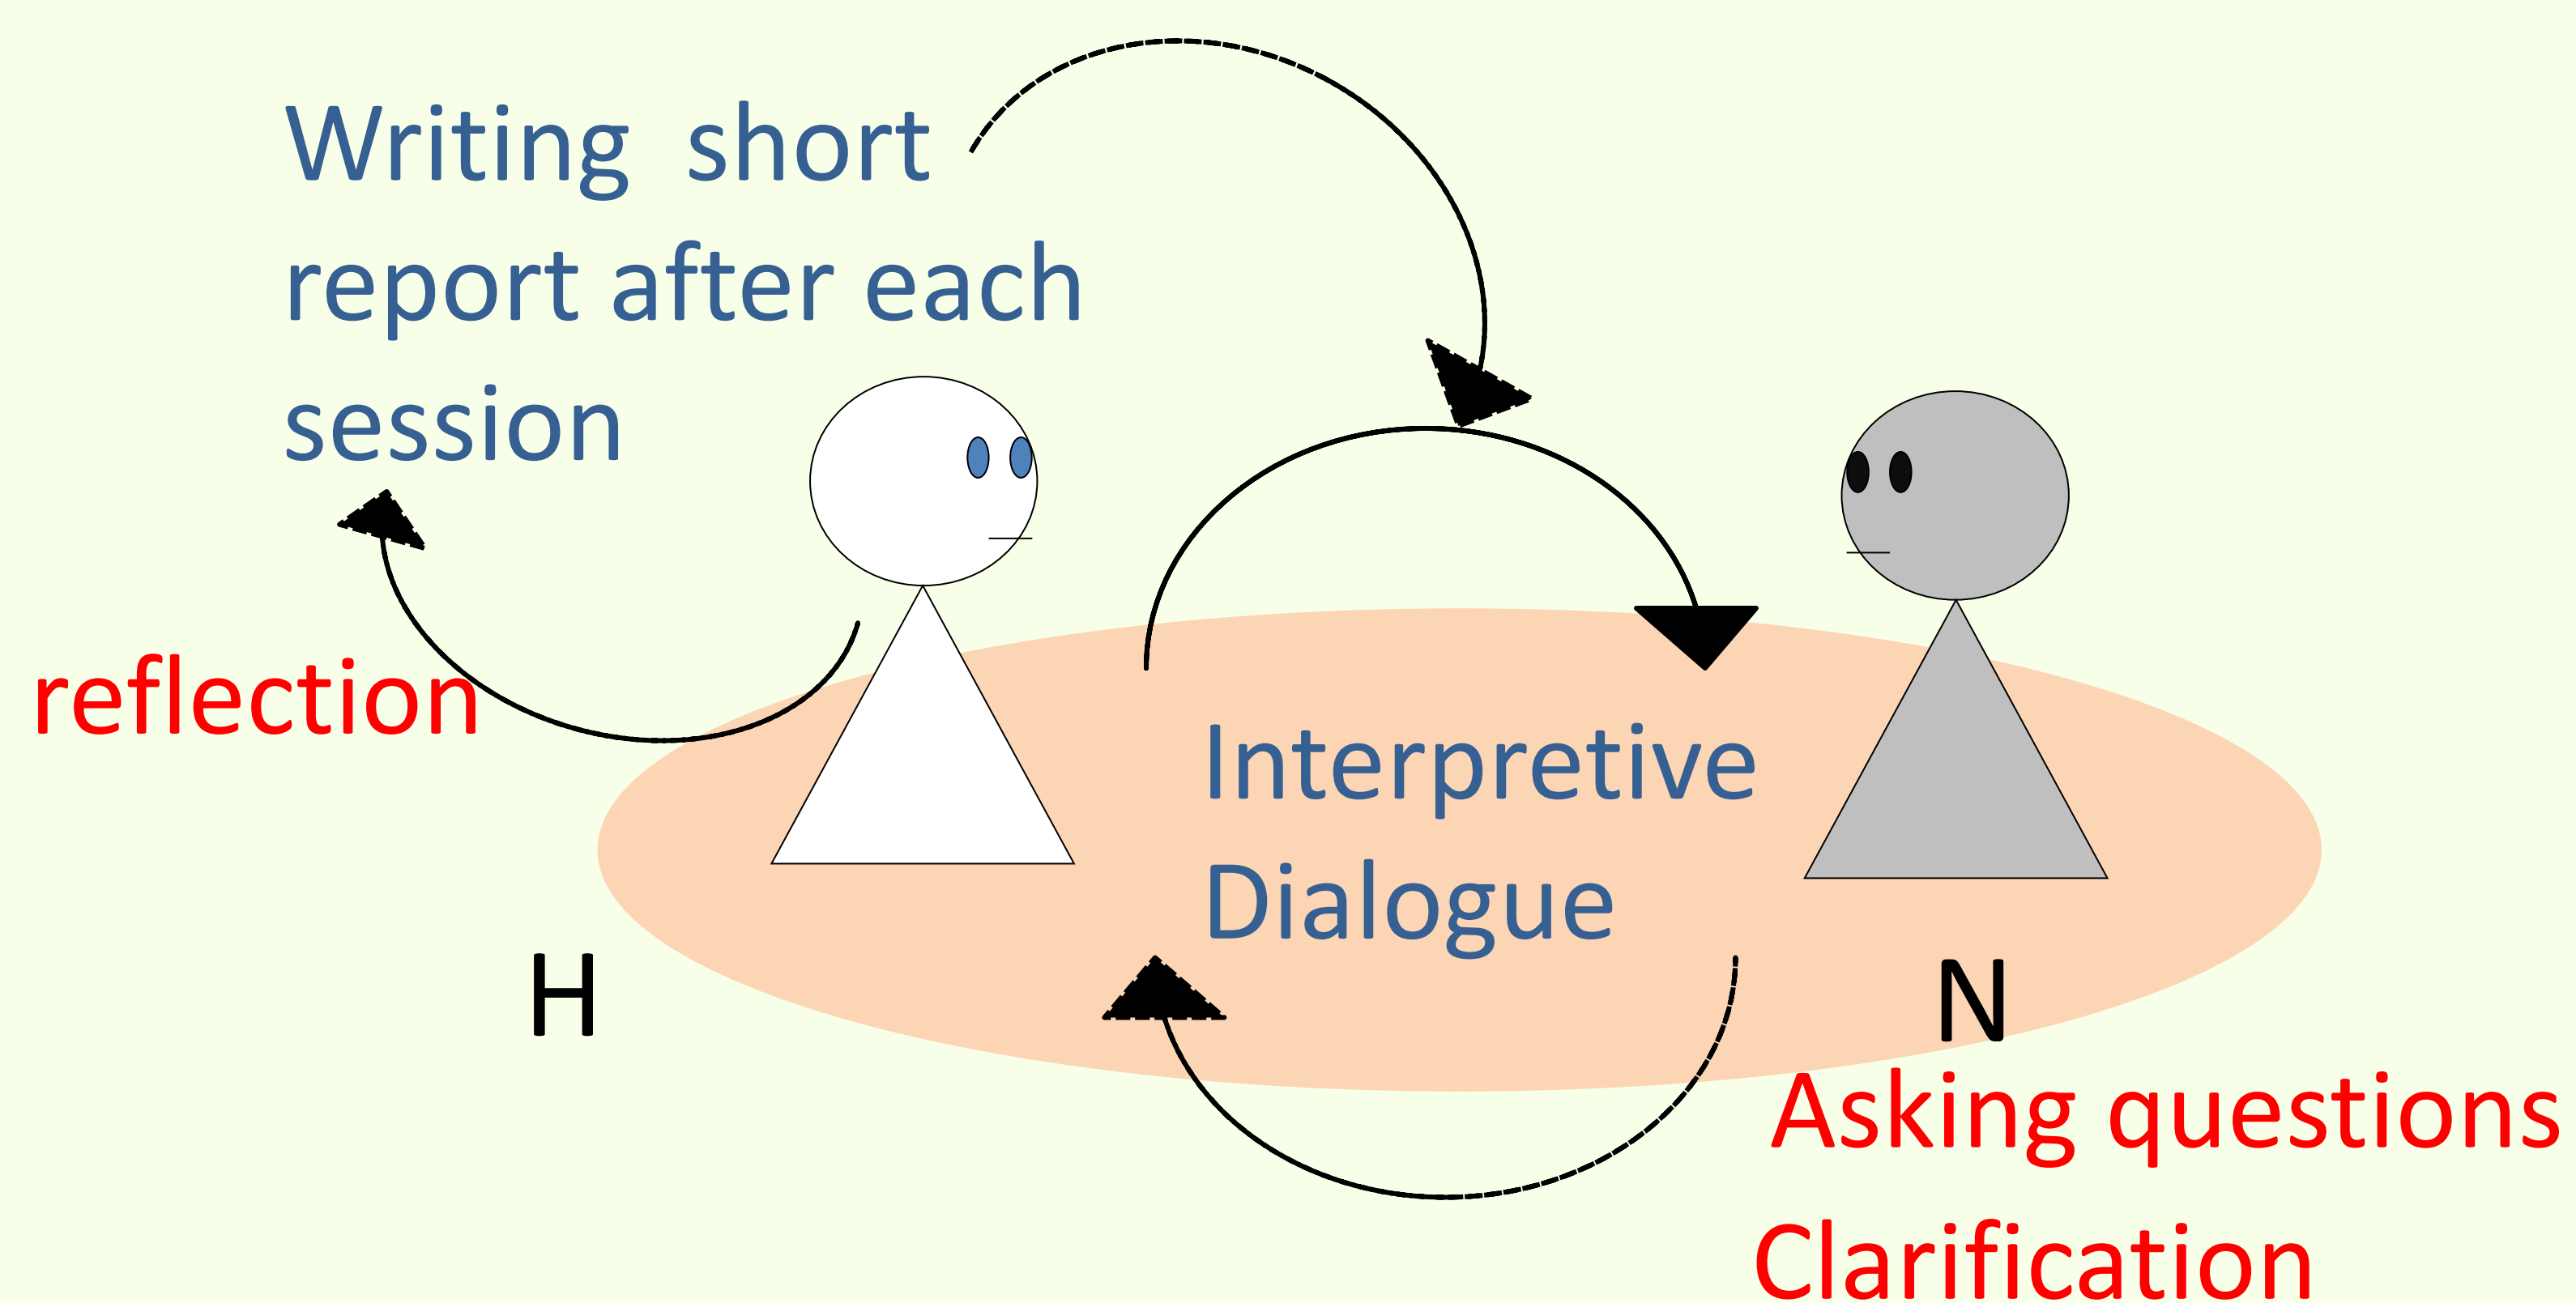 Writing short
report after each
session
reflection
Interpretive
Dialogue
H
N
Asking questions
Clarification